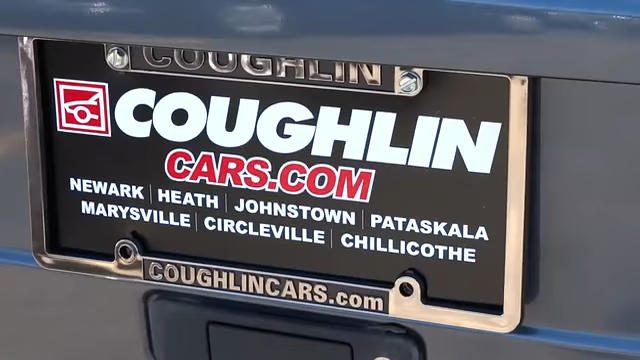 COUGHLIN
COUGHLIN
CARS.COM
NEWARK | HEATH | JOHNSTOWN | PATASKALA
MARYSVILLE | CIRCLEVILLE | CHILLICOTHE
COUGHLINCARS.com